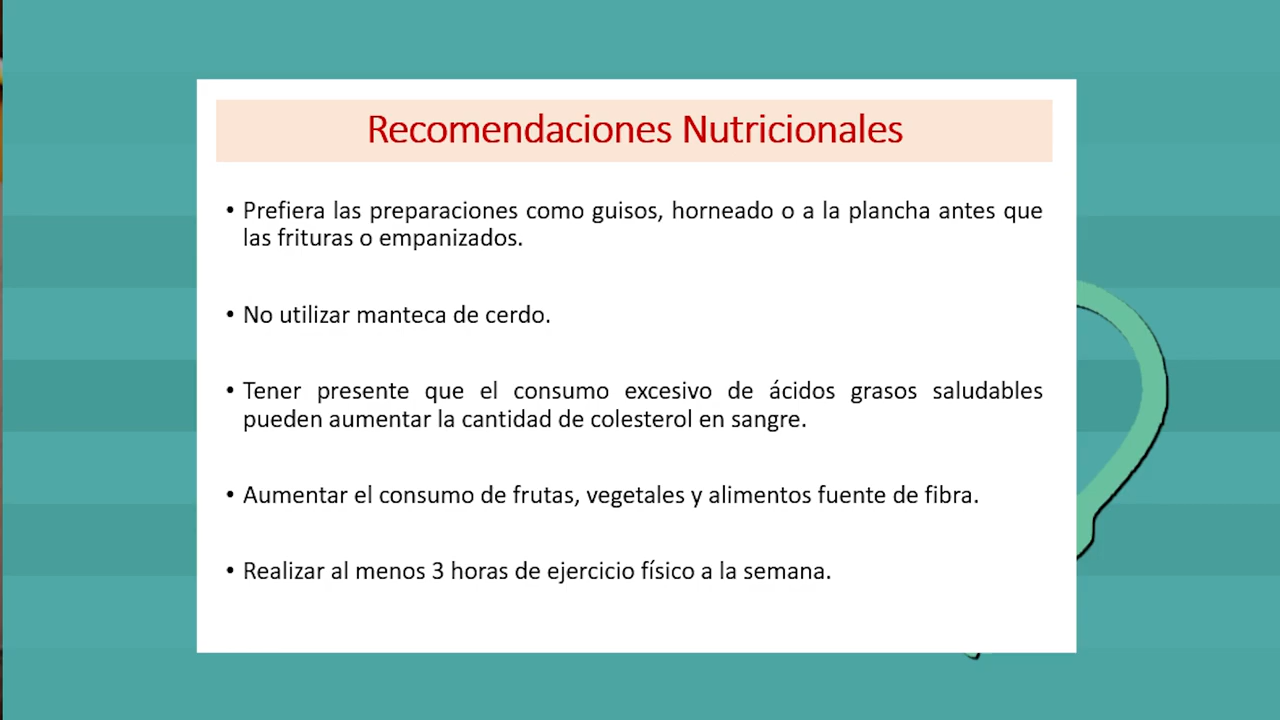 Recomendaciones Nutricionales
• Prefiera las preparaciones como guisos, horneado o a la plancha antes que
las frituras o empanizados.
• No utilizar manteca de cerdo.
• Tener presente que el consumo excesivo de ácidos grasos saludables
pueden aumentar la cantidad de colesterol en sangre.
• Aumentar el consumo de frutas, vegetales y alimentos fuente de fibra.
• Realizar al menos 3 horas de ejercicio físico a la semana.